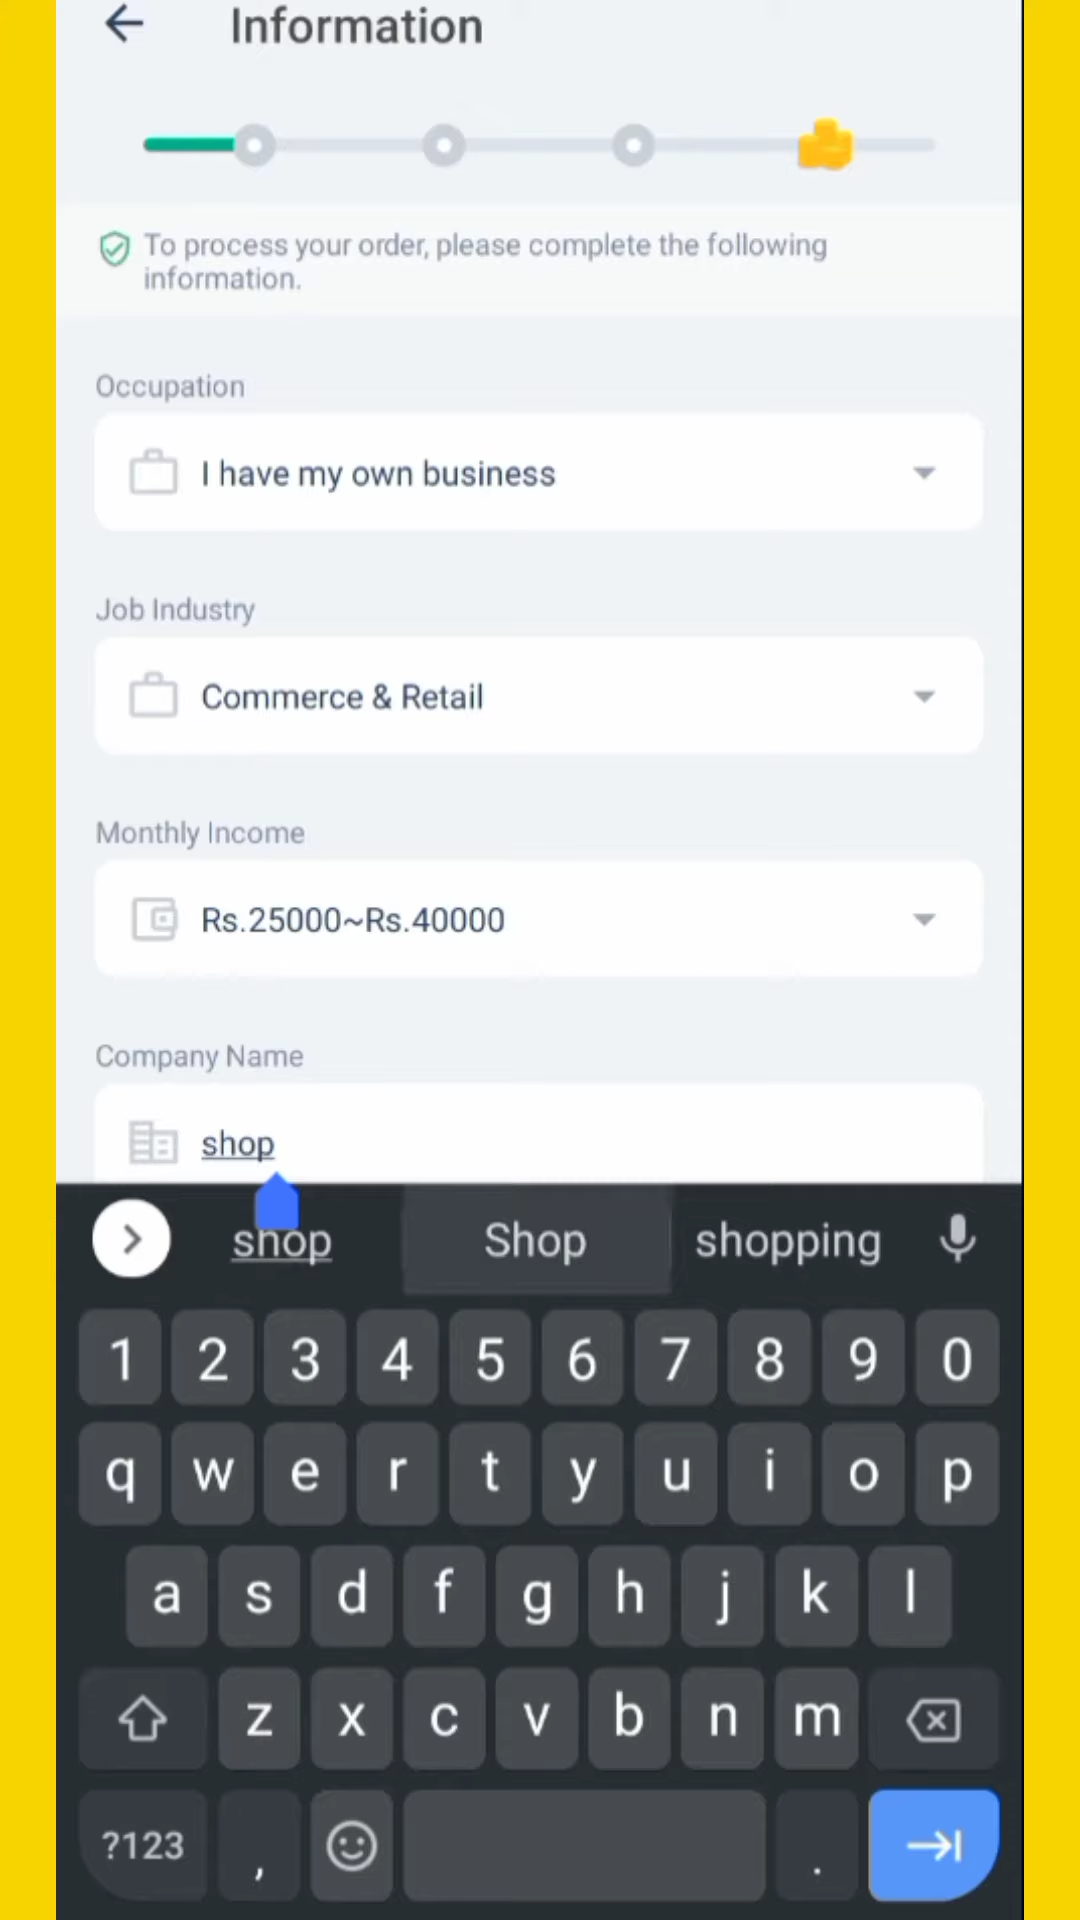 Information
To process your order, please complete the following
information.
Occupation
I have my own business
Job Industry
Commerce & Retail
Monthly Income
Rs.25000~Rs.40000
Company Name
shop
shop Shop shopping
1 2 3 4 5 6 7 8 9 0
q w e r t y u i o p
a s d f g h j k l
z x c v b n m
?123 , .